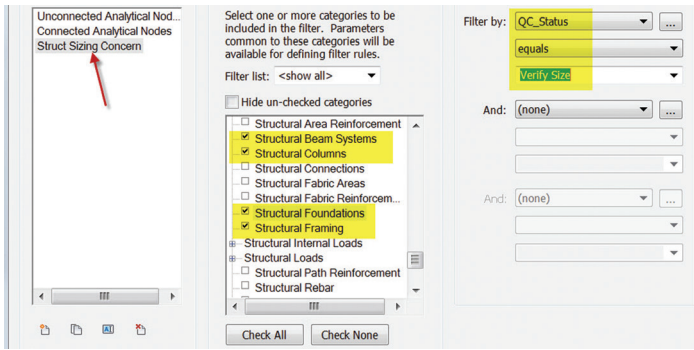 Unconnected Analytical Nod...
Connected Analytical Nodes
Struct Sizing Concern
Select one or more categories to be
included in the filter. Parameters
common to these categories will be
available for defining filter rules.
Filter list: <show all>
Hide un-checked categories
Structural Area Reinforcement
Structural Beam Systems
Structural Columns
Structural Connections
Structural Fabric Areas
Structural Fabric Reinforcem...
Structural Foundations
Structural Framing
Structural Internal Loads
Structural Loads
Structural Path Reinforcement
Structural Rebar
Check All
Check None
Filter by: QC_Status ...
equals
Verify Size
And: (none) ...
And: (none) ...
AI